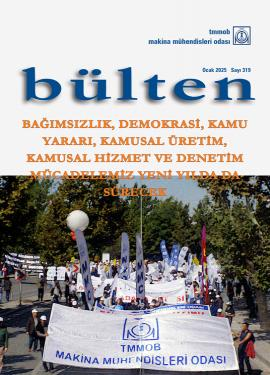 tmmob
makina mühendisleri odası
Ocak 2025 Sayı 319
bülten
BAĞIMSIZLIK, DEMOKRASİ, KAMU
YARARI, KAMUSAL ÜRETİM,
KAMUSAL HİZMET VE DENETİM
MÜCADELEMİZ YENİ YILDA DA
SÜRECEK
TMMOB
MAKİNA MÜHENDİSLERİ ODASI